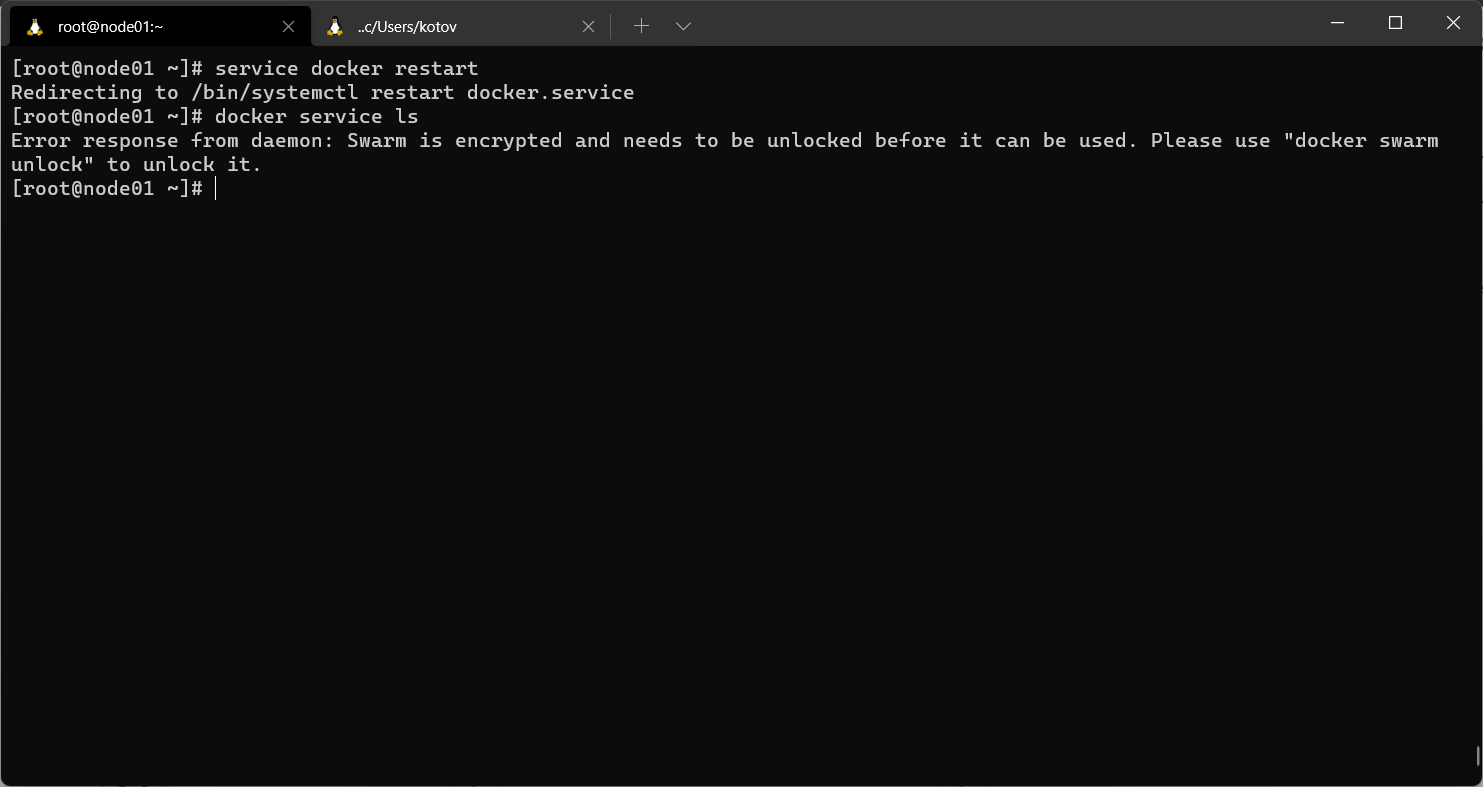 root@node01:~
..c/Users/kotov
[root@node01 ~]# service docker restart
Redirecting to /bin/systemctl restart docker.service
[root@node01 ~]# docker service ls
Error response from daemon: Swarm is encrypted and needs to be unlocked before it can be used. Please use "docker swarm
unlock" to unlock it.
[root@node01 ~]#